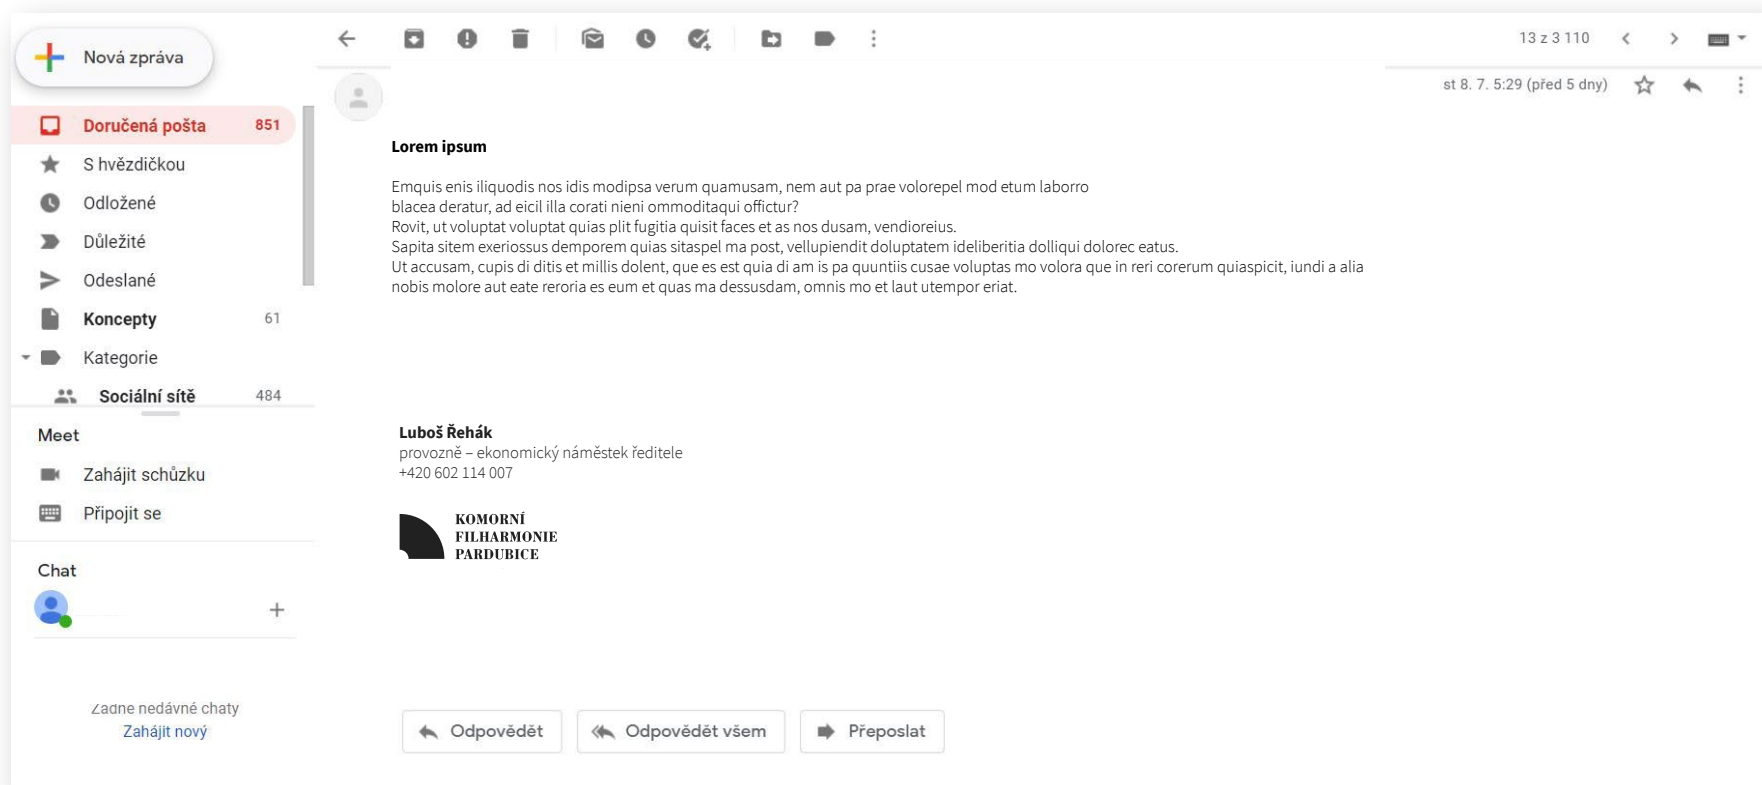 Nová zpráva
13 z 3 110
st 8. 7. 5:29 (před 5 dny)
Doručená pošta 851
S hvězdičkou
Odložené
Důležité
Odeslané
Koncepty 61
Kategorie
Sociální sítě 484
Meet
Zahájit schůzku
Připojit se
Chat
Žádné nedávné chaty
Zahájit nový
Lorem ipsum
Emquis enis iliquodis nos idis modipsa verum quamusam, nem aut pa prae volorepel mod etum laborro
blacea deratur, ad eicil illa corati nieni ommoditaqui offictur?
Rovit, ut voluptat voluptat quias plit fugitia quisit faces et as nos dusam, vendioreius.
Sapita sitem exeriossus demporem quias sitaspel ma post, vellupiendit doluptatem ideliberitia dolliqui dolorec eatus.
Ut accusam, cupis di ditis et millis dolent, que es est quia di am is pa quuntiis cusae voluptas mo volora que in reri corerum quiaspicit, iundi a alia
nobis molore aut eate reroria es eum et quas ma dessusdam, omnis mo et laut utempor eriat.
Luboš Řehák
provozně – ekonomický náměstek ředitele
+420 602 114 007
KOMORNÍ
FILHARMONIE
PARDUBICE
Odpovědět
Odpovědět všem
Přeposlat